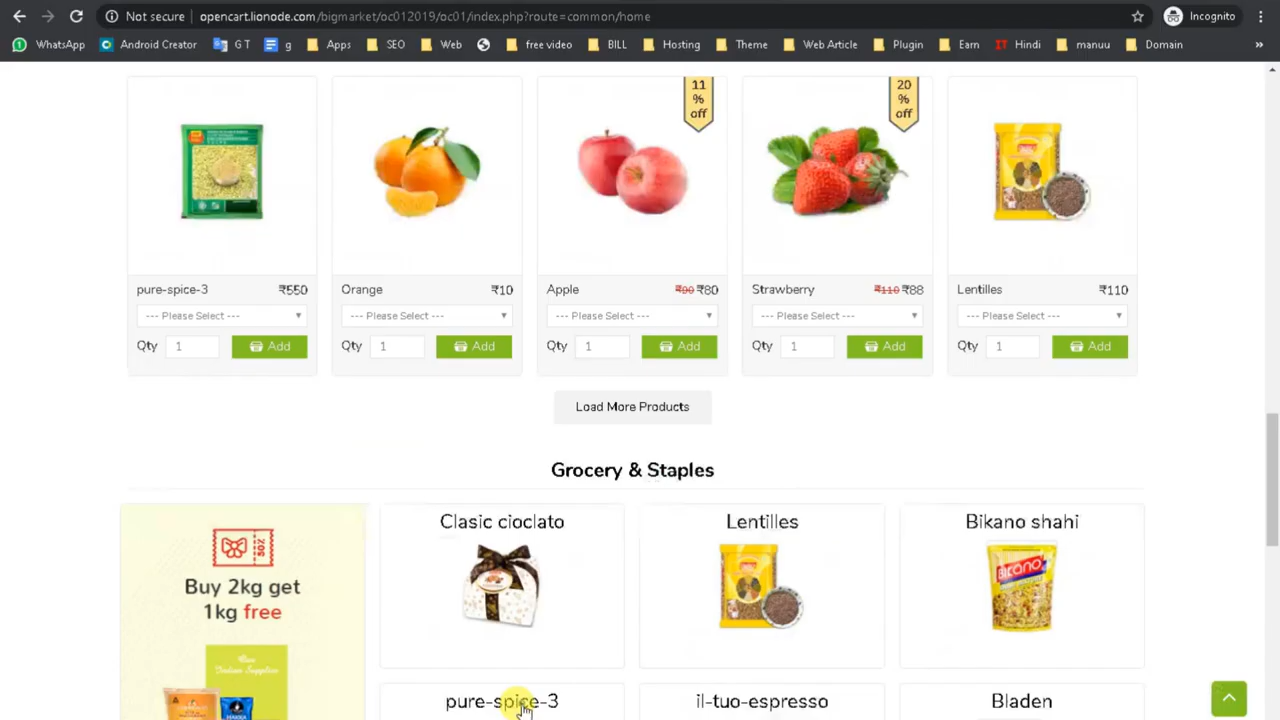 Not secure opencart.lionode.com/bigmarket/oc012019/oc01/index.php?route=common/home Incognito
WhatsApp Android Creator G T g Apps SEO Web free video BILL Hosting Theme Web Article Plugin Earn Hindi manuu Domain »
11 % off
20 % off
pure-spice-3 ₹550 Orange ₹10 Apple ₹90 ₹80 Strawberry ₹110 ₹88 Lentilles ₹110
--- Please Select --- --- Please Select --- --- Please Select --- --- Please Select --- --- Please Select ---
Qty 1 Add Qty 1 Add Qty 1 Add Qty 1 Add Qty 1 Add
Load More Products
Grocery & Staples
Clasic cioclato Lentilles Bikano shahi
Bikano
50%
Buy 2kg get
1kg free
pure-spice-3 il-tuo-espresso Bladen